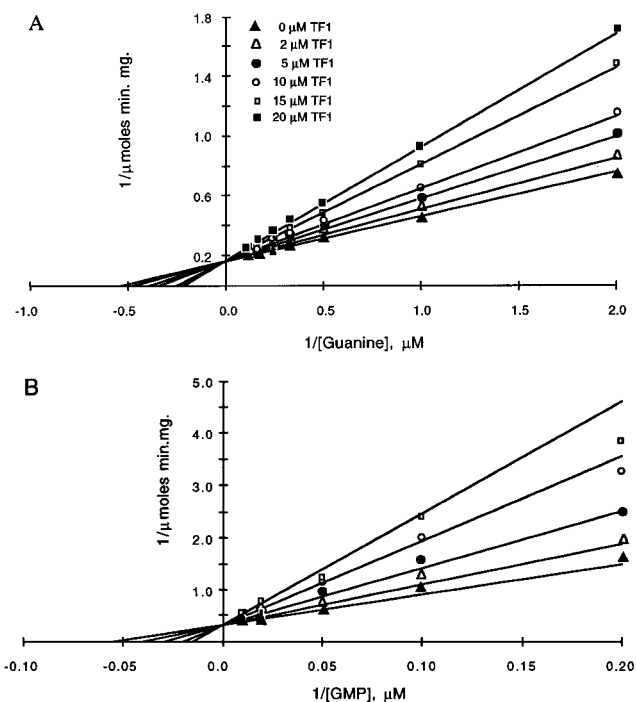 A
1/μmoles min. mg.
1.8
1.4
1.0
0.6
0.2
▲ 0 μM TF1
△ 2 μM TF1
● 5 μM TF1
○ 10 μM TF1
□ 15 μM TF1
■ 20 μM TF1
-1.0 -0.5 0.0 0.5 1.0 1.5 2.0
1/[Guanine], μM
B
1/μmoles min.mg.
5.0
4.0
3.0
2.0
1.0
-0.10 -0.05 0.0 0.05 0.10 0.20
1/[GMP], μM